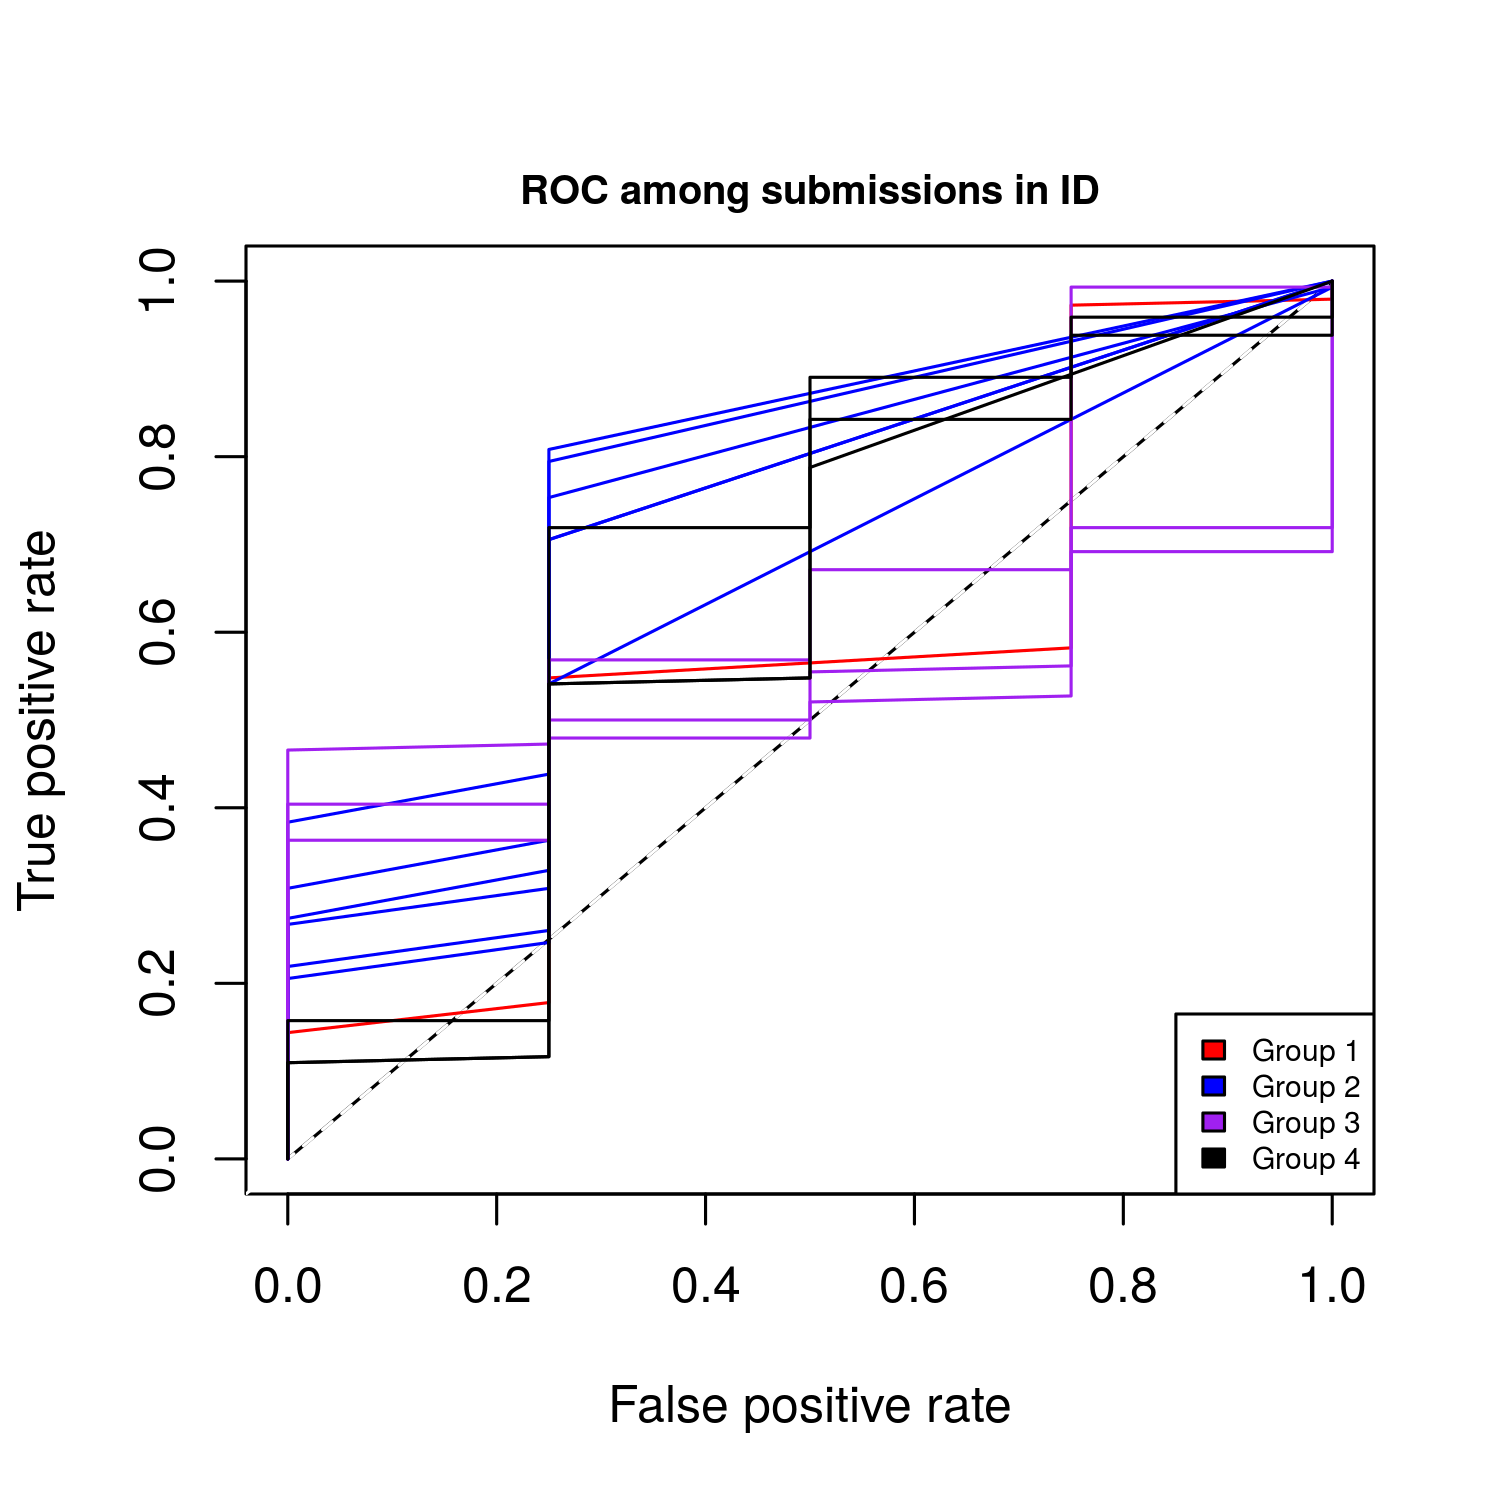 ROC among submissions in ID
True positive rate
1.0
0.8
0.6
0.4
0.2
0.0
0.0 0.2 0.4 0.6 0.8 1.0
False positive rate
Group 1
Group 2
Group 3
Group 4